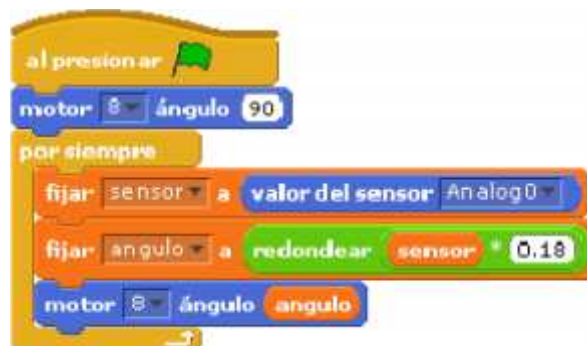 al presionar
motor 8 ángulo 90
por siempre
fijar sensor a valor del sensor Analog0
fijar angulo a redondear sensor * 0.18
motor 8 ángulo angulo